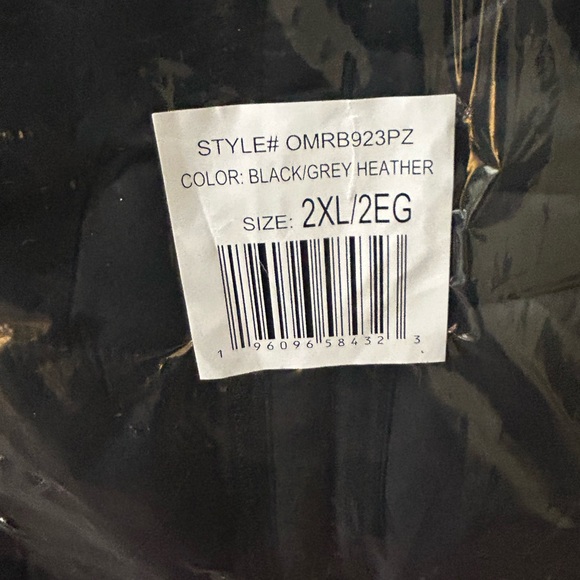 STYLE# OMRB923PZ
COLOR: BLACK/GREY HEATHER
SIZE: 2XL/2EG
1 96096 58432 3